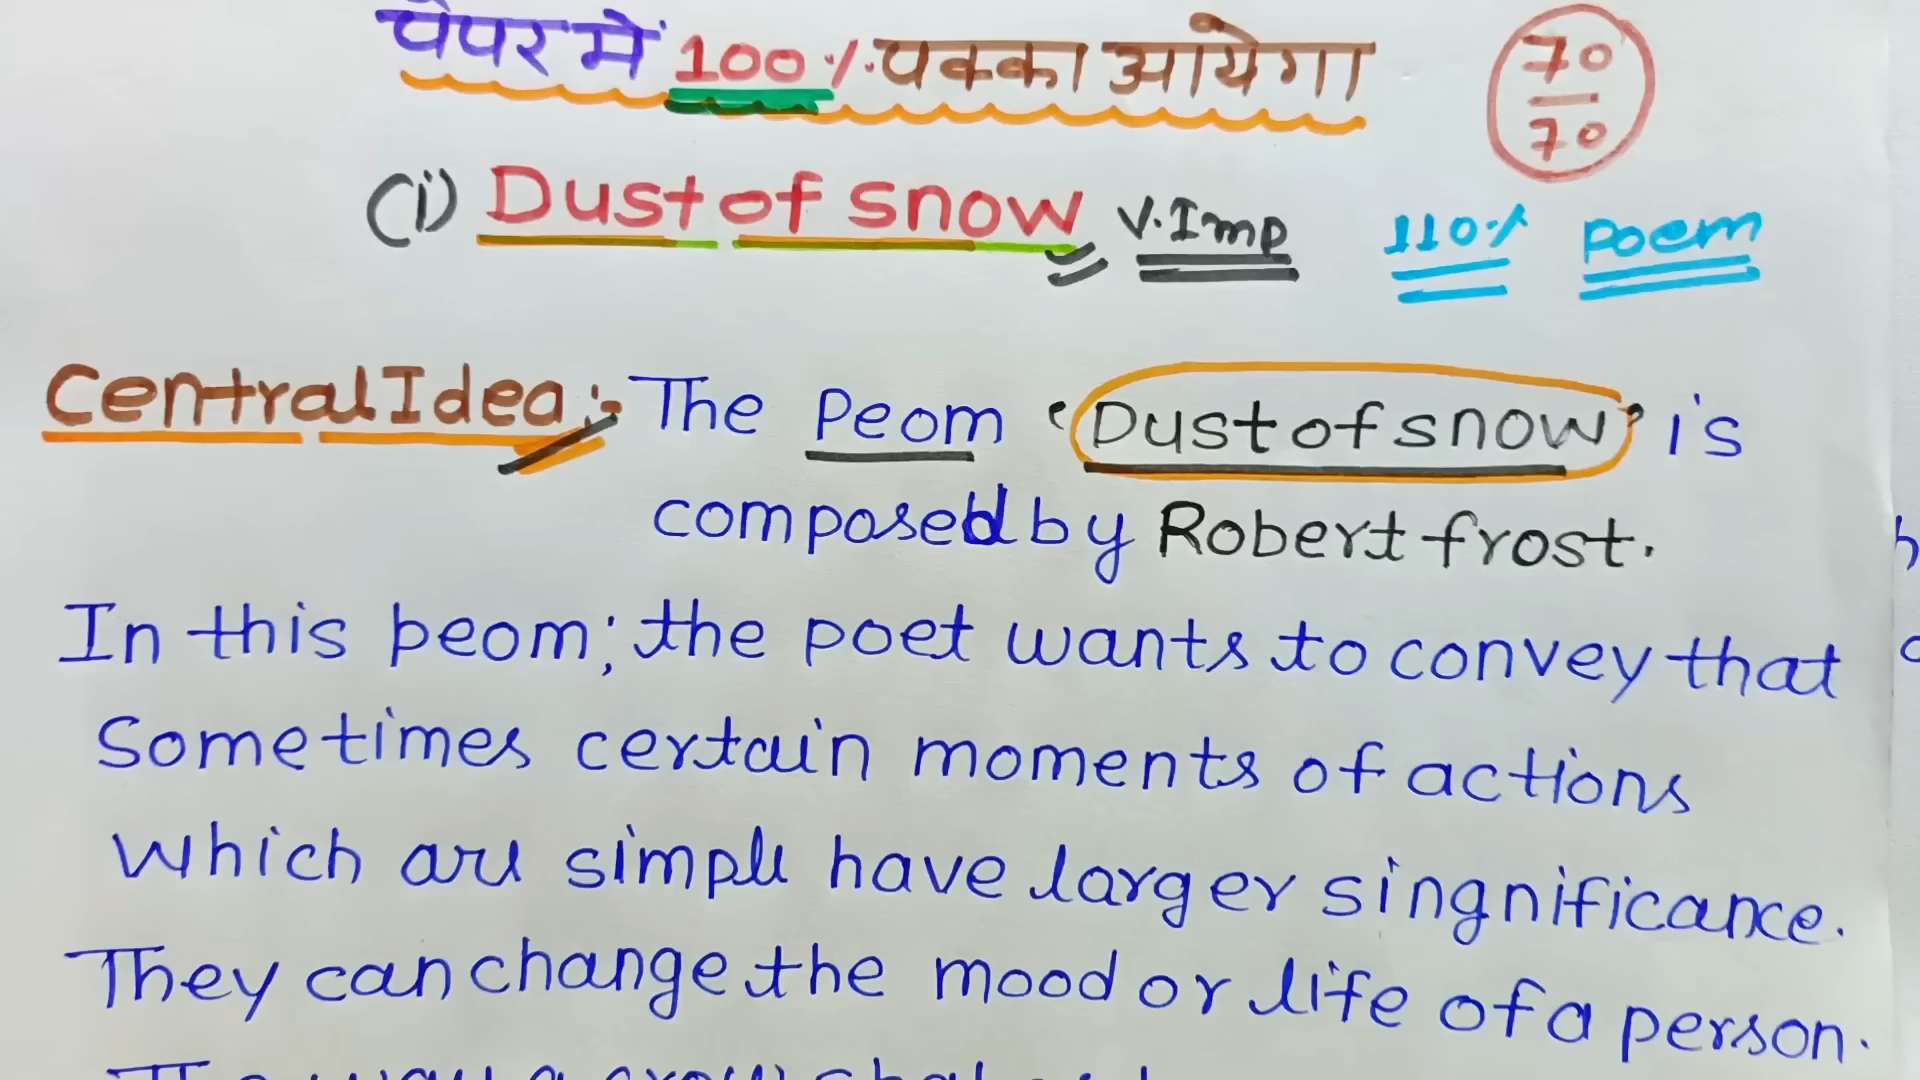 पेपर में 100%. पक्का आयेगा
70
70
(i) Dust of snow V.Imp 110% Poem
Central Idea :- The Peom 'Dust of snow' is
composed by Robert frost.
In this peom; the poet wants to convey that
Sometimes certain moments of actions
which are simple have larger singnificance.
They can change the mood or life of a person.